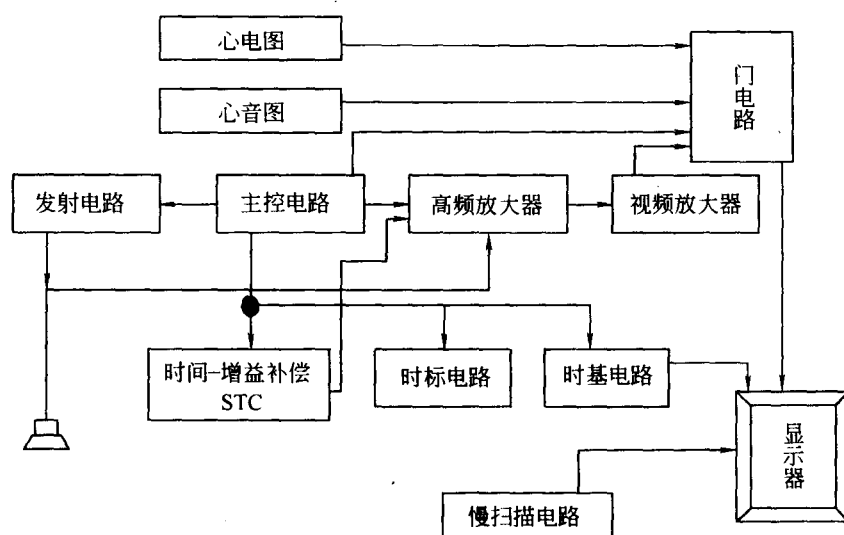 心电图
心音图
门电路
发射电路
主控电路
高频放大器
视频放大器
时间-增益补偿
STC
时标电路
时基电路
显示器
慢扫描电路